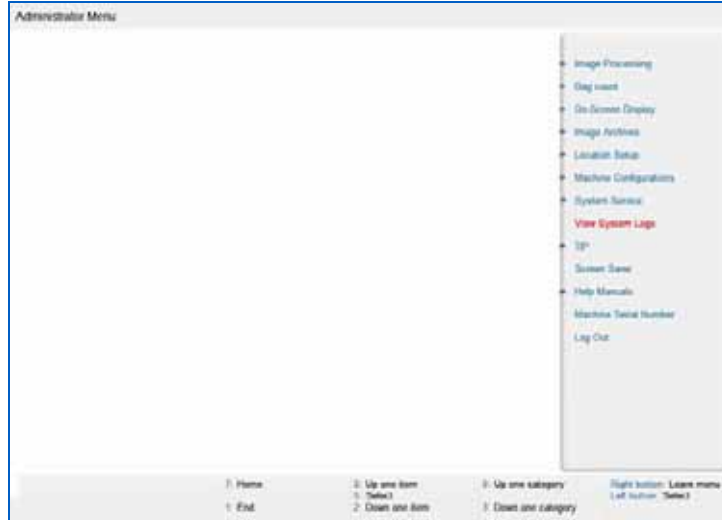 Administrator Menu
Image Processing
Bag count
On-Screen Display
Image Archives
Location Setup
Machine Configurations
System Service
View System Logs
TIP
Screen Saver
Help Manuals
Machine Serial Number
Log Out
7: Home 8: Up one item 9: Up one category Right button: Leave menu
5: Select Left button: Select
1: End 2: Down one item 3: Down one category